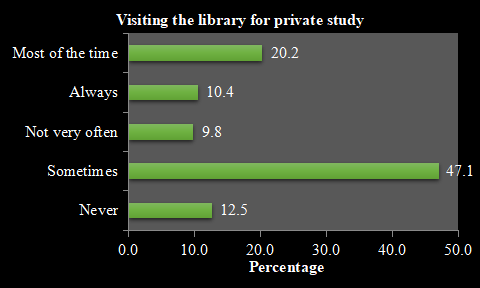 Visiting the library for private study
Most of the time 20.2
Always 10.4
Not very often 9.8
Sometimes 47.1
Never 12.5
0.0 10.0 20.0 30.0 40.0 50.0
Percentage